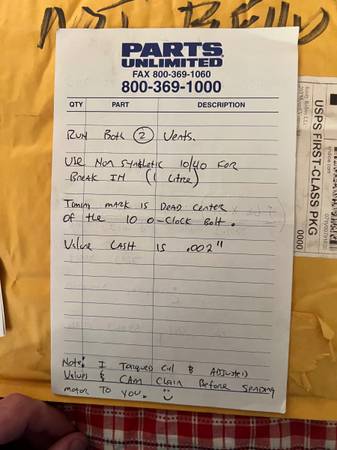 NOT
PARTS
UNLIMITED
FAX 800-369-1060
800-369-1000
QTY PART DESCRIPTION
RUN Both 2 Vents.
Use Non Synthetic 10/40 For
Break IN (1 Litre)
Timing MARK is DEAD Center
of the 10 O-Clock Bolt.
Valve LASH is .002"
Note: I Torqued Cyl & Adjusted
Valves & CAM Chain Before Sending
motor TO you.
USPS FIRST-CLASS PKG
0000